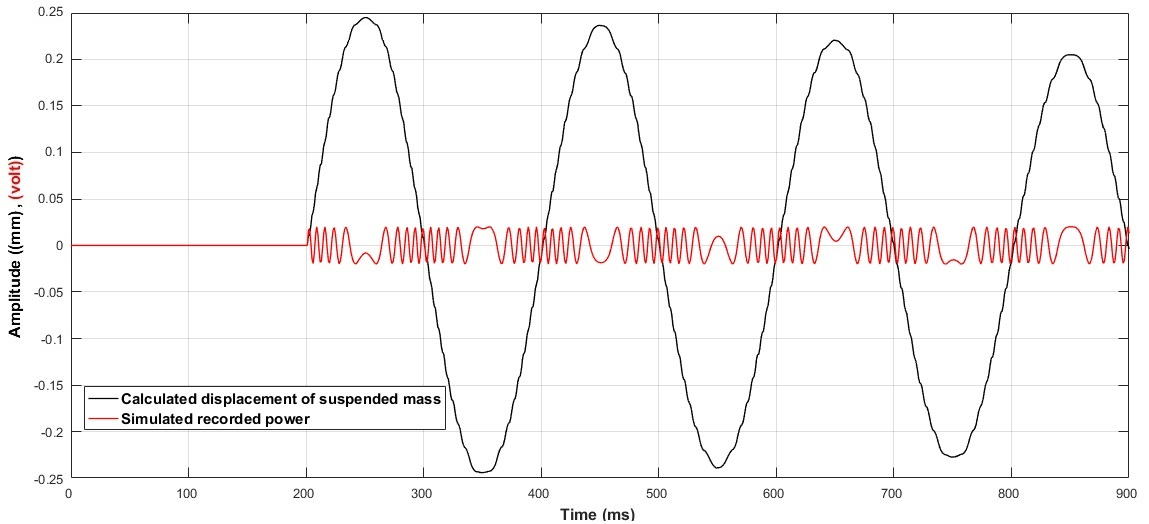 0.25
0.2
0.15
0.1
0.05
0
-0.05
-0.1
-0.15
-0.2
-0.25
Amplitude ((mm), (volt))
Calculated displacement of suspended mass
Simulated recorded power
0 100 200 300 400 500 600 700 800 900
Time (ms)